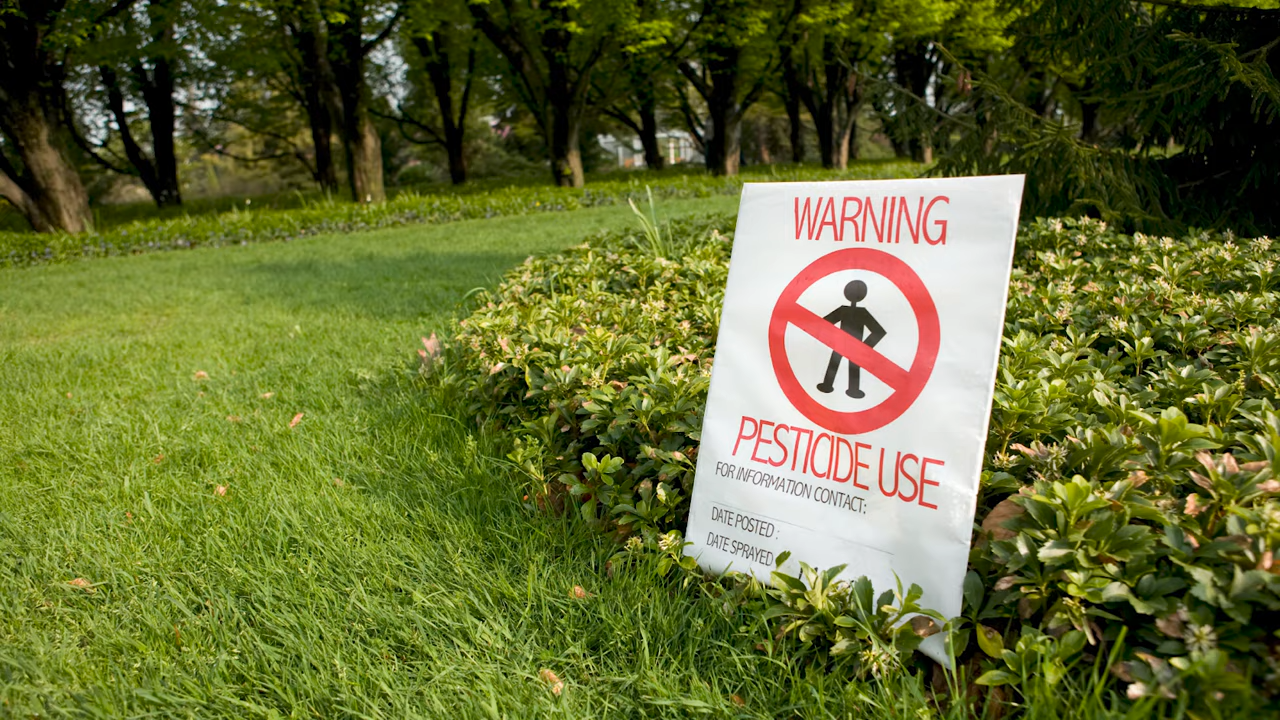 WARNING
PESTICIDE USE
FOR INFORMATION CONTACT:
DATE POSTED :
DATE SPRAYED